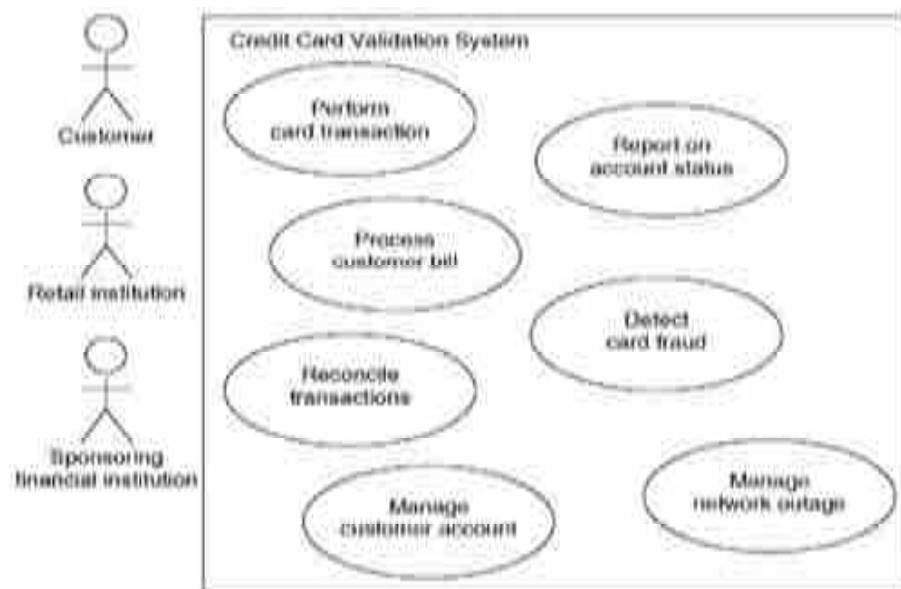 Credit Card Validation System
Customer
Perform
card transaction
Report on
account status
Retail institution
Process
customer bill
Detect
card fraud
Sponsoring
financial institution
Reconcile
transactions
Manage
customer account
Manage
network outage